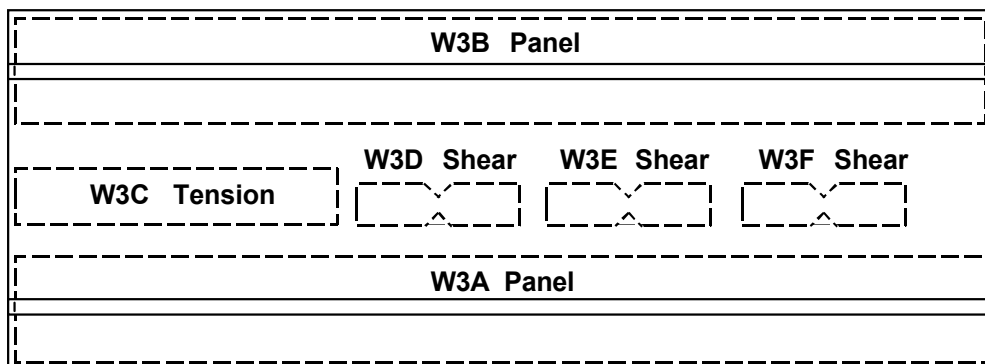 W3B Panel
W3D Shear W3E Shear W3F Shear
W3C Tension
W3A Panel